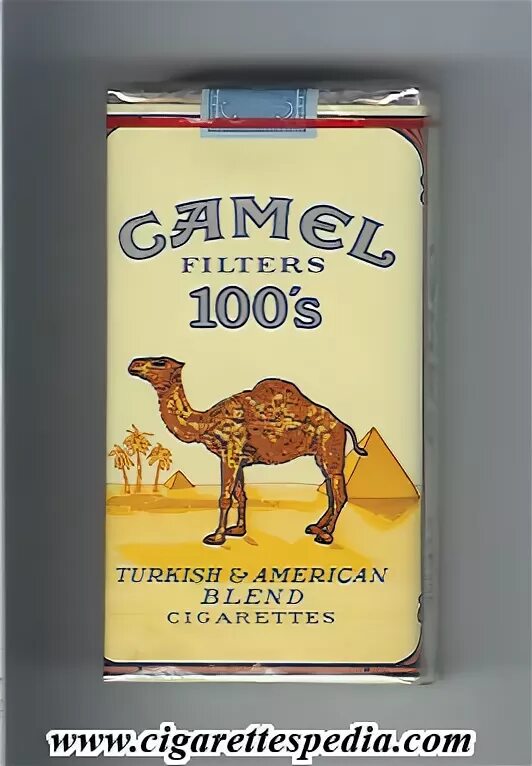 CAMEL
FILTERS
100's
TURKISH & AMERICAN
BLEND
CIGARETTES
www.cigarettespedia.com